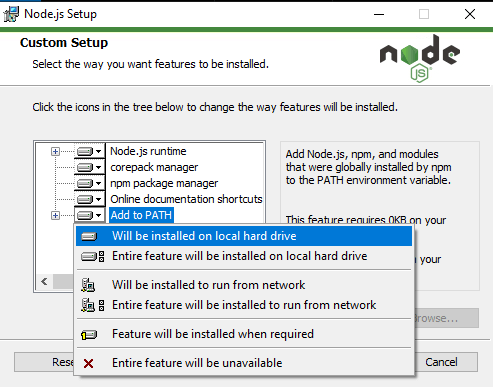 Node.js Setup
Custom Setup
Select the way you want features to be installed.
node
JS
Click the icons in the tree below to change the way features will be installed.
Node.js runtime
corepack manager
npm package manager
Online documentation shortcuts
Add to PATH
Add Node.js, npm, and modules
that were globally installed by npm
to the PATH environment variable.
This feature requires 0KB on your
on your
Will be installed on local hard drive
Entire feature will be installed on local hard drive
Will be installed to run from network
Entire feature will be installed to run from network
Feature will be installed when required
Entire feature will be unavailable
Browse...
Rese
Cancel